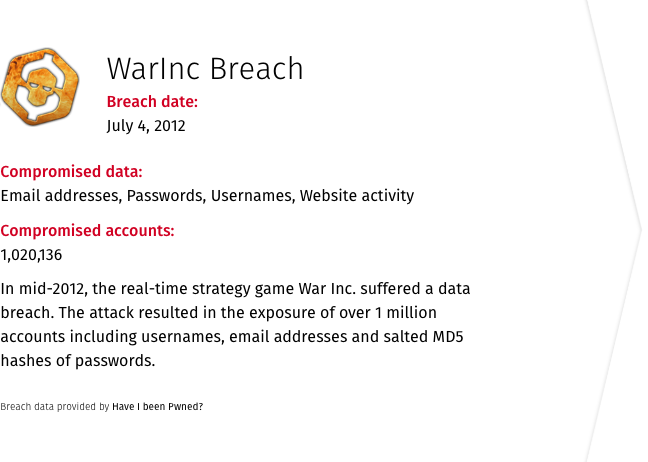 WarInc Breach
Breach date:
July 4, 2012
Compromised data:
Email addresses, Passwords, Usernames, Website activity
Compromised accounts:
1,020,136
In mid-2012, the real-time strategy game War Inc. suffered a data
breach. The attack resulted in the exposure of over 1 million
accounts including usernames, email addresses and salted MD5
hashes of passwords.
Breach data provided by Have I been Pwned?